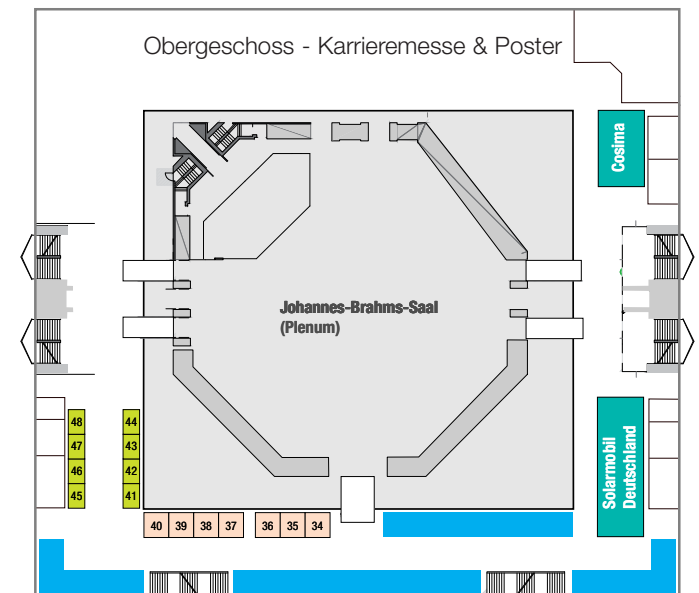 Obergeschoss - Karrieremesse & Poster
Cosima
Johannes-Brahms-Saal
(Plenum)
48
47
46
45
44
43
42
41
40 39 38 37 36 35 34
Solarmobil
Deutschland